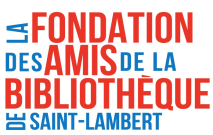 LA FONDATION
DES AMIS DE LA
BIBLIOTHÈQUE
DE SAINT-LAMBERT